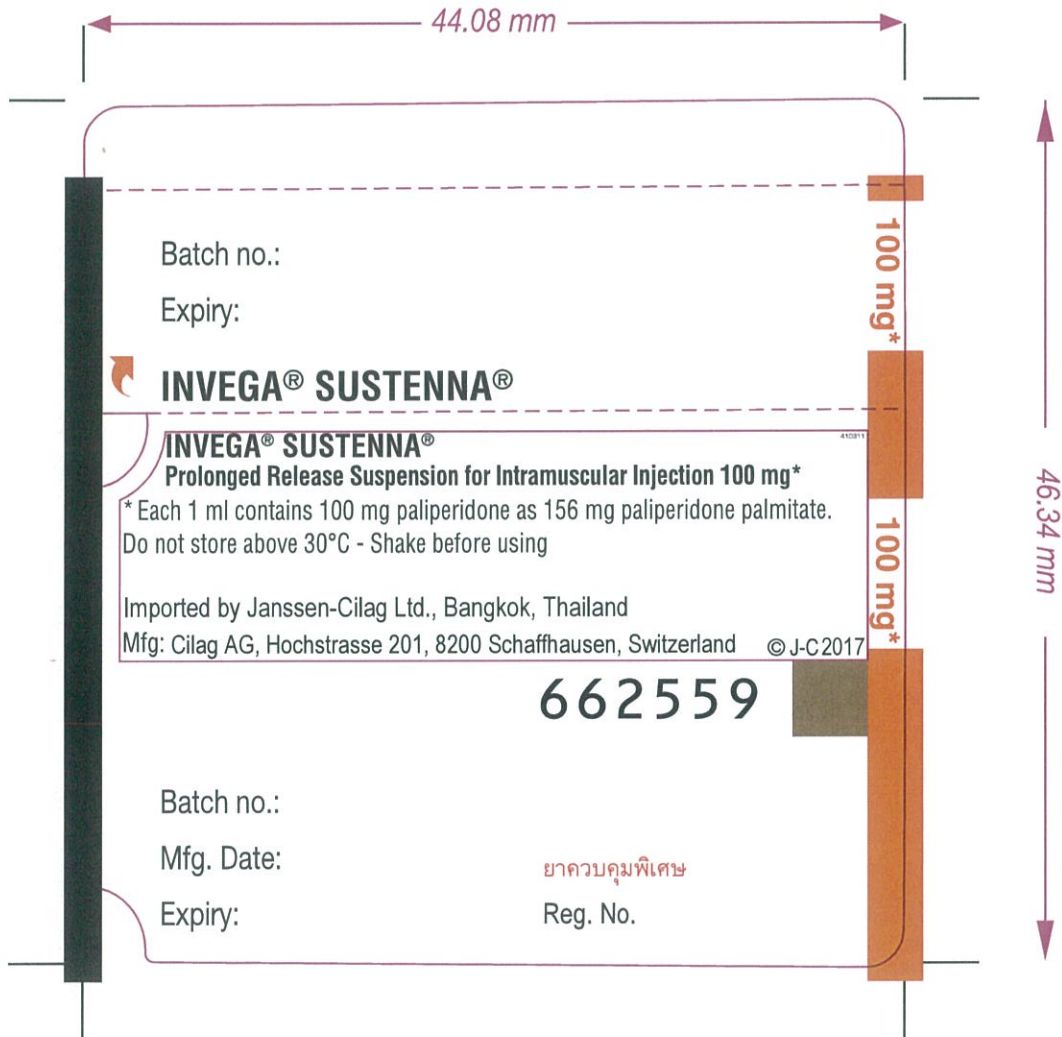 44.08 mm
Batch no.:
Expiry:
INVEGA® SUSTENNA®
100 mg*
INVEGA® SUSTENNA®
410311
Prolonged Release Suspension for Intramuscular Injection 100 mg*
* Each 1 ml contains 100 mg paliperidone as 156 mg paliperidone palmitate.
Do not store above 30°C - Shake before using
Imported by Janssen-Cilag Ltd., Bangkok, Thailand
Mfg: Cilag AG, Hochstrasse 201, 8200 Schaffhausen, Switzerland © J-C 2017
100 mg*
46.34 mm
662559
Batch no.:
Mfg. Date:
ยาควบคุมพิเศษ
Expiry:
Reg. No.